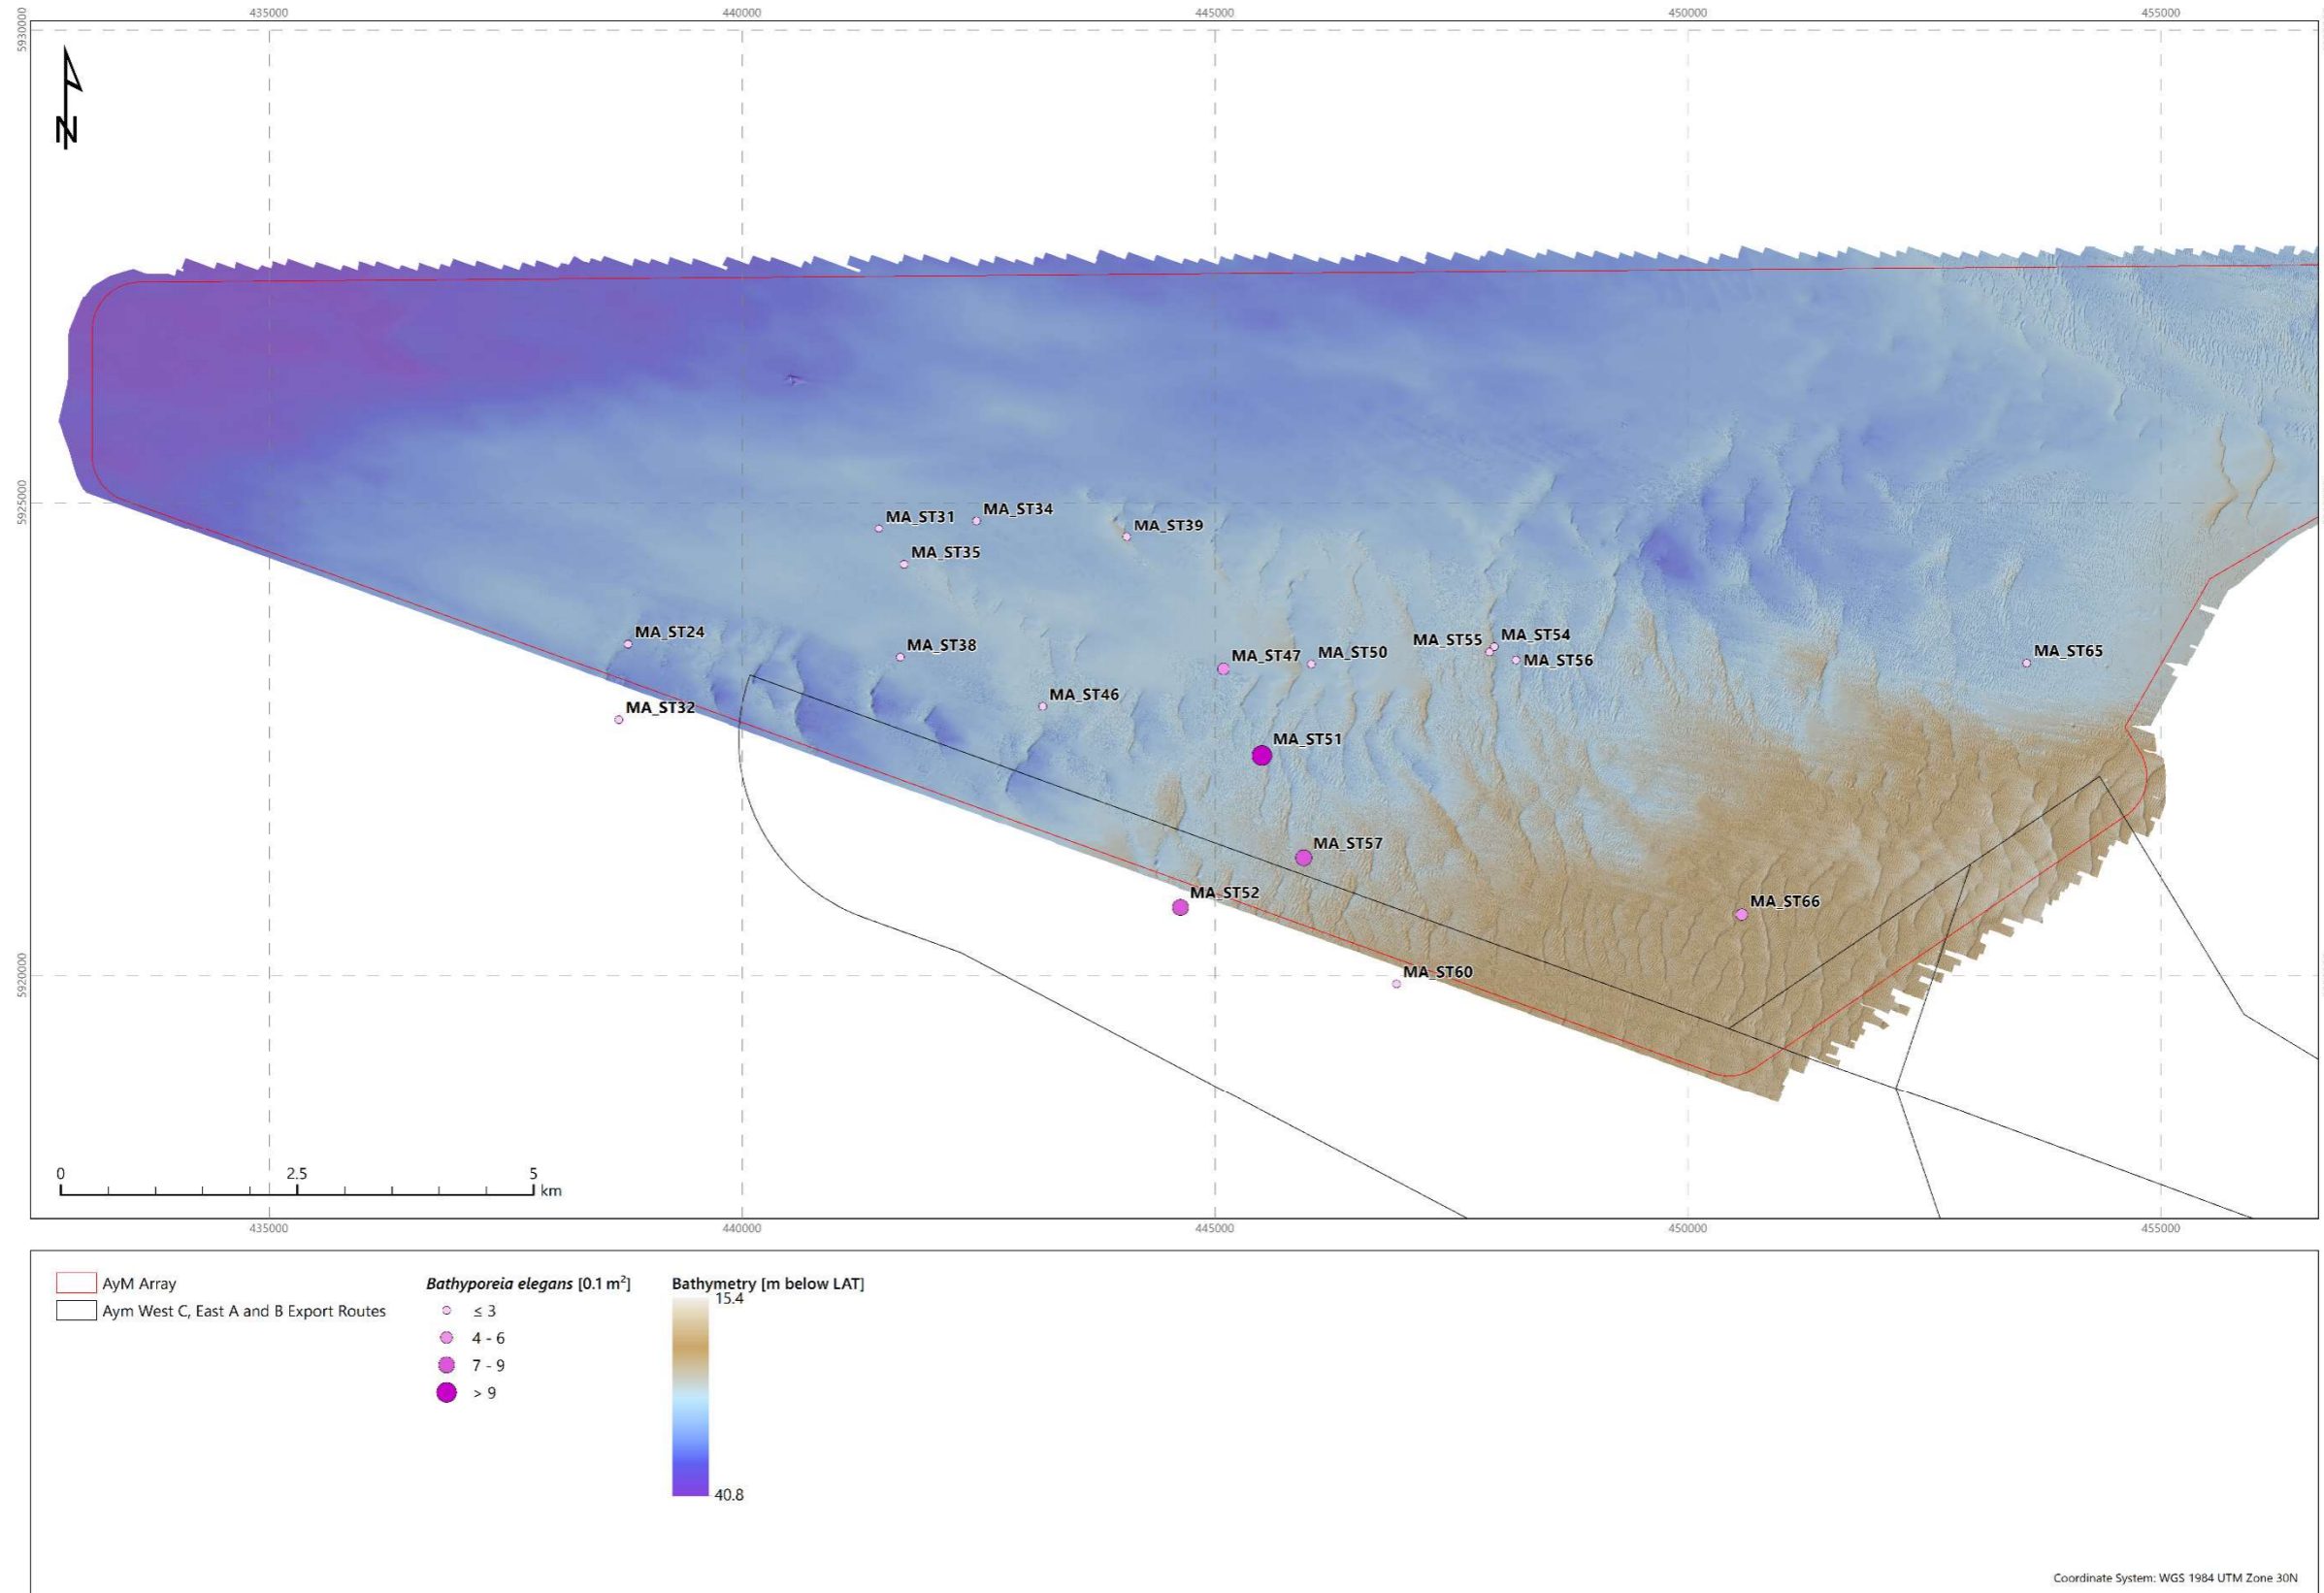 435000 440000 445000 450000 455000
5930000
N
5925000
MA_ST31
MA_ST34
MA_ST39
MA_ST35
MA_ST24
MA_ST38
MA_ST47
MA_ST50
MA_ST55
MA_ST54
MA_ST56
MA_ST65
MA_ST32
MA_ST46
MA_ST51
MA_ST57
MA_ST52
MA_ST66
MA_ST60
5920000
0 2.5 5
km
435000 440000 445000 450000 455000
AyM Array
Aym West C, East A and B Export Routes
Bathyporeia elegans [0.1 m²]
≤ 3
4 - 6
7 - 9
> 9
Bathymetry [m below LAT]
15.4
40.8
Coordinate System: WGS 1984 UTM Zone 30N